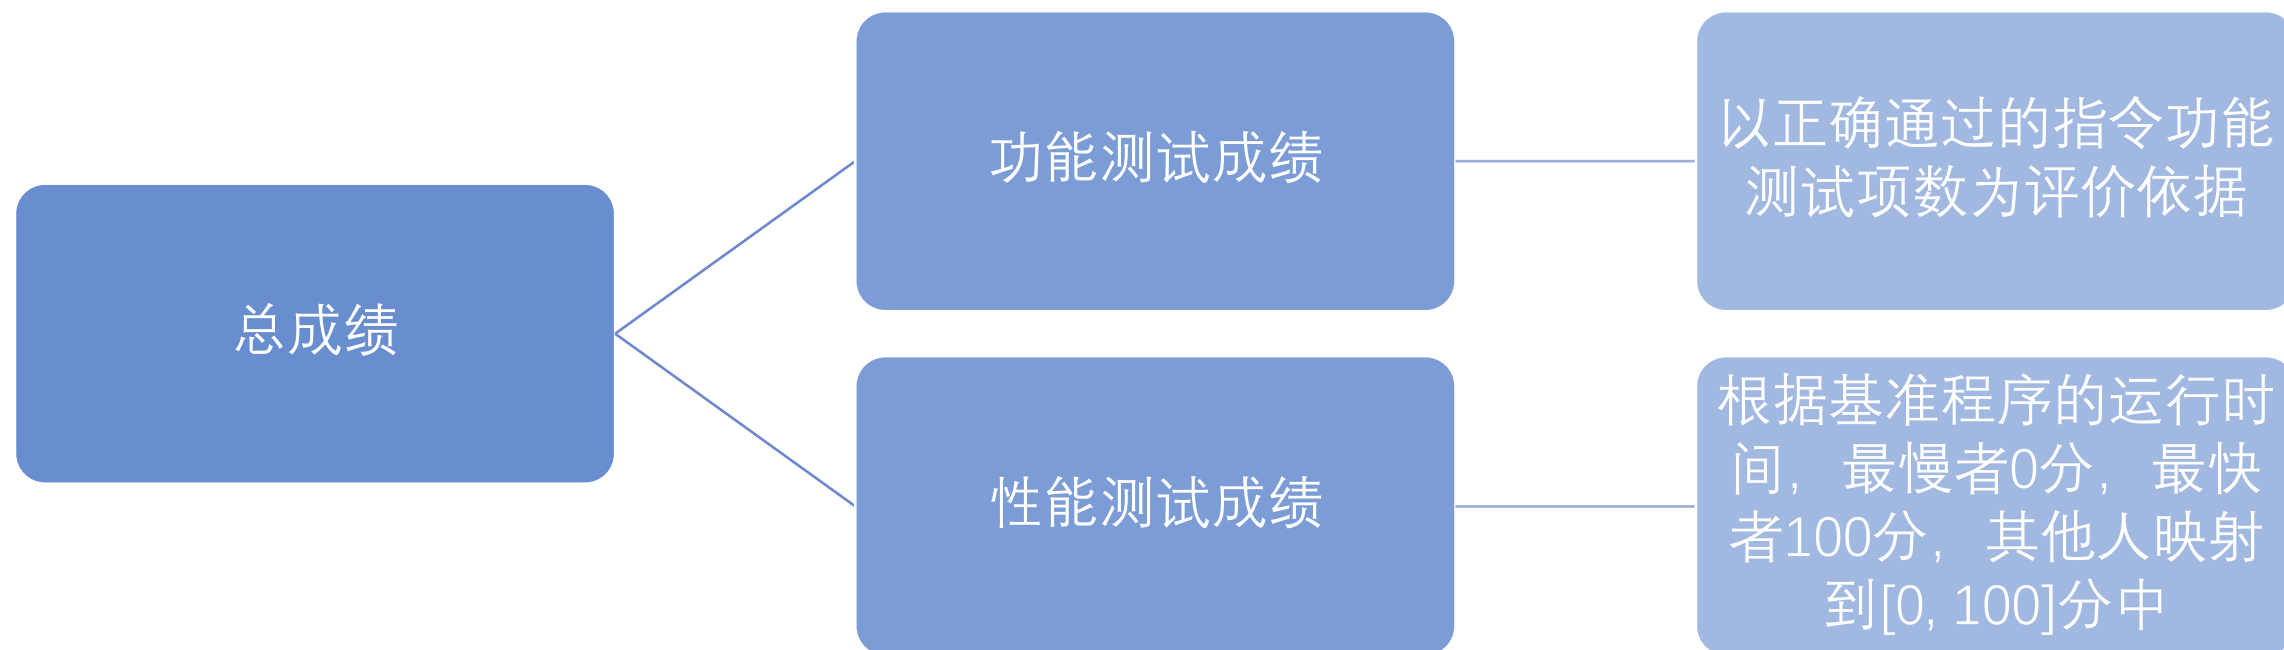 总成绩
功能测试成绩
以正确通过的指令功能
测试项数为评价依据
性能测试成绩
根据基准程序的运行时
间，最慢者0分，最快
者100分，其他人映射
到[0, 100]分中